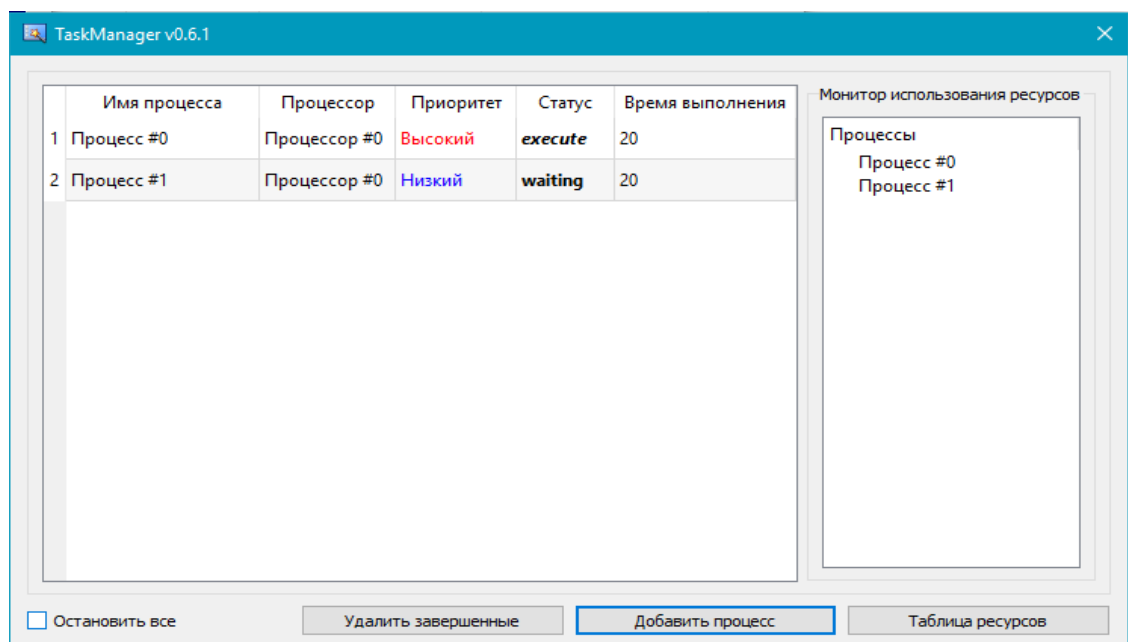 TaskManager v0.6.1
Имя процесса Процессор Приоритет Статус Время выполнения
1 Процесс #0 Процессор #0 Высокий execute 20
2 Процесс #1 Процессор #0 Низкий waiting 20
Монитор использования ресурсов
Процессы
Процесс #0
Процесс #1
Остановить все Удалить завершенные Добавить процесс Таблица ресурсов